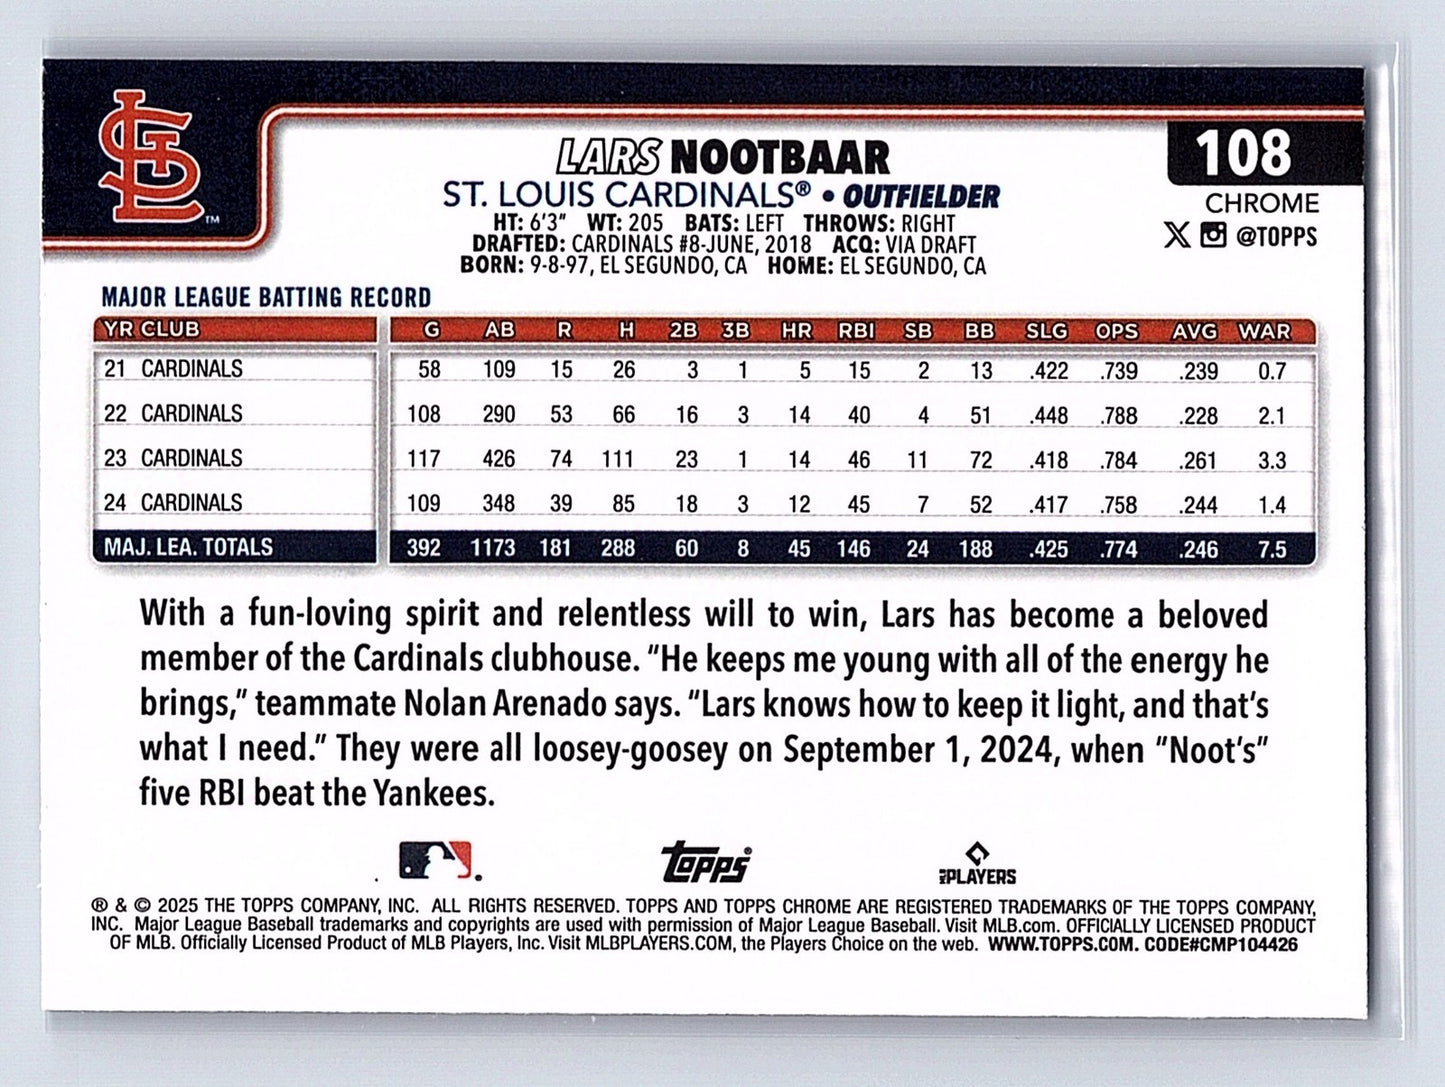 STL ™
108
LARS NOOTBAAR
ST. LOUIS CARDINALS® • OUTFIELDER
CHROME
HT: 6'3" WT: 205 BATS: LEFT THROWS: RIGHT
@TOPPS
DRAFTED: CARDINALS #8-JUNE, 2018 ACQ: VIA DRAFT
BORN: 9-8-97, EL SEGUNDO, CA HOME: EL SEGUNDO, CA
MAJOR LEAGUE BATTING RECORD
YR CLUB G AB R H 2B 3B HR RBI SB BB SLG OPS AVG WAR
21 CARDINALS 58 109 15 26 3 1 5 15 2 13 .422 .739 .239 0.7
22 CARDINALS 108 290 53 66 16 3 14 40 4 51 .448 .788 .228 2.1
23 CARDINALS 117 426 74 111 23 1 14 46 11 72 .418 .784 .261 3.3
24 CARDINALS 109 348 39 85 18 3 12 45 7 52 .417 .758 .244 1.4
MAJ. LEA. TOTALS 392 1173 181 288 60 8 45 146 24 188 .425 .774 .246 7.5
With a fun-loving spirit and relentless will to win, Lars has become a beloved
member of the Cardinals clubhouse. "He keeps me young with all of the energy he
brings," teammate Nolan Arenado says. "Lars knows how to keep it light, and that's
what I need." They were all loosey-goosey on September 1, 2024, when "Noot's"
five RBI beat the Yankees.
Topps® MLB PLAYERS
® & © 2025 THE TOPPS COMPANY, INC. ALL RIGHTS RESERVED. TOPPS AND TOPPS CHROME ARE REGISTERED TRADEMARKS OF THE TOPPS COMPANY,
INC. Major League Baseball trademarks and copyrights are used with permission of Major League Baseball. Visit MLB.com. OFFICIALLY LICENSED PRODUCT
OF MLB. Officially Licensed Product of MLB Players, Inc. Visit MLBPLAYERS.COM, the Players Choice on the web. WWW.TOPPS.COM. CODE#CMP104426